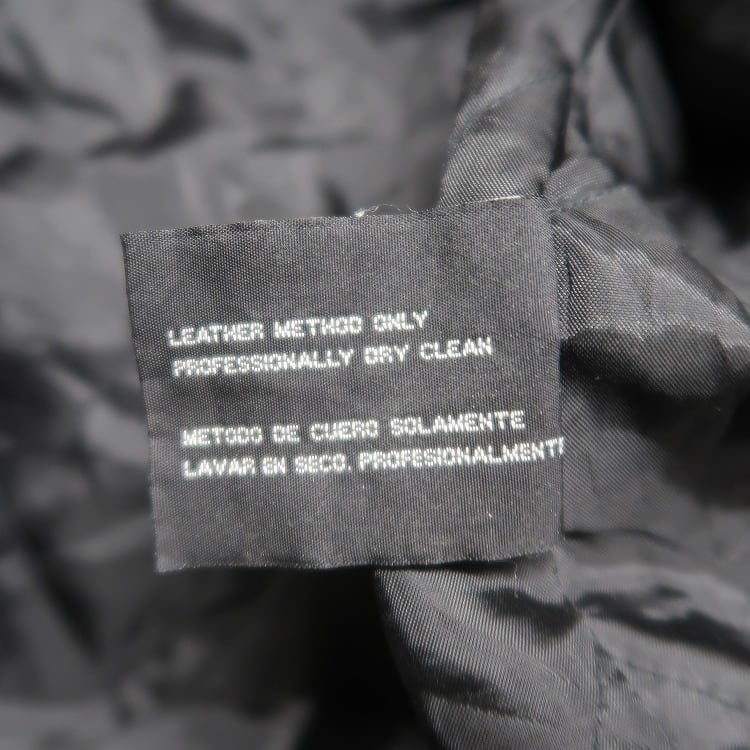 LEATHER METHOD ONLY
PROFESSIONALLY DRY CLEAN
METODO DE CUERO SOLAMENTE
LAVAR EN SECO. PROFESIONALMENTE